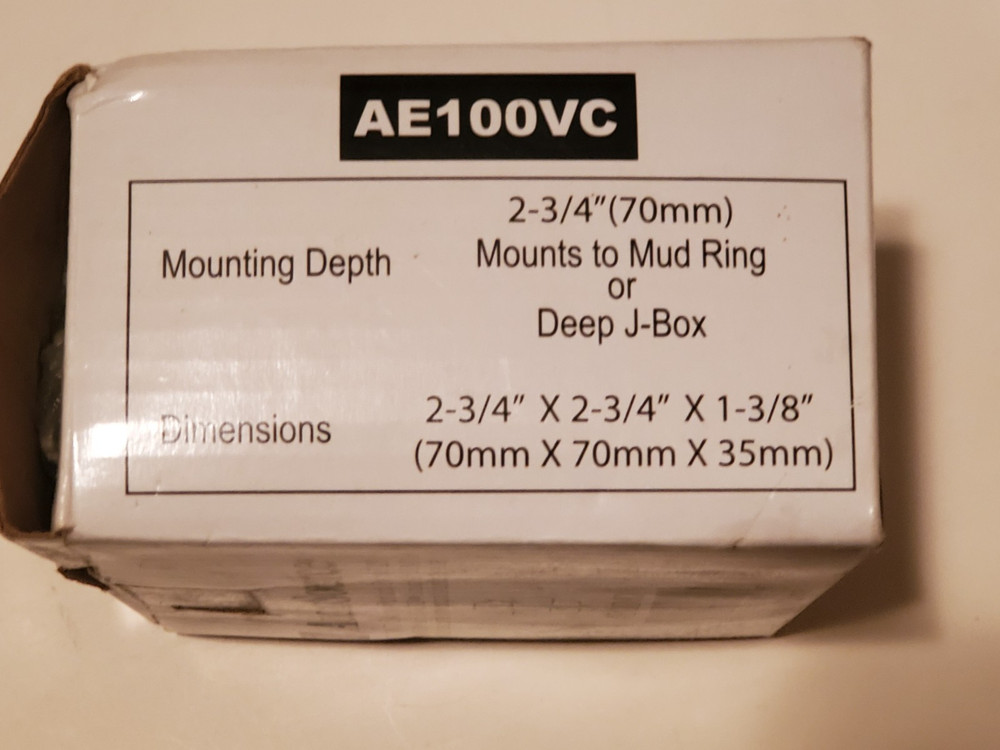 AE100VC
2-3/4"(70mm)
Mounting Depth Mounts to Mud Ring
or
Deep J-Box
Dimensions 2-3/4" X 2-3/4" X 1-3/8"
(70mm X 70mm X 35mm)